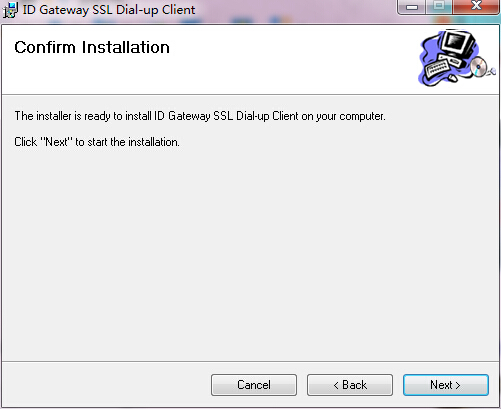 ID Gateway SSL Dial-up Client
Confirm Installation
The installer is ready to install ID Gateway SSL Dial-up Client on your computer.
Click "Next" to start the installation.
Cancel
< Back
Next >